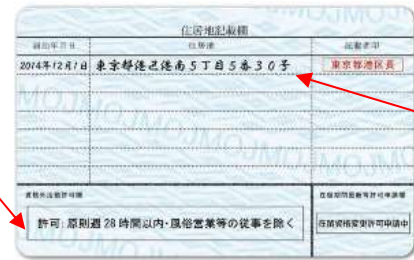 住居地記載欄
届出年月日 住居地 記載者印
2014年12月1日 東京都港区港南5丁目5番30号 東京都港区長
資格外活動許可欄 在留期間更新等許可申請欄
許可:原則週28時間以内・風俗営業等の従事を除く 在留資格変更許可申請中